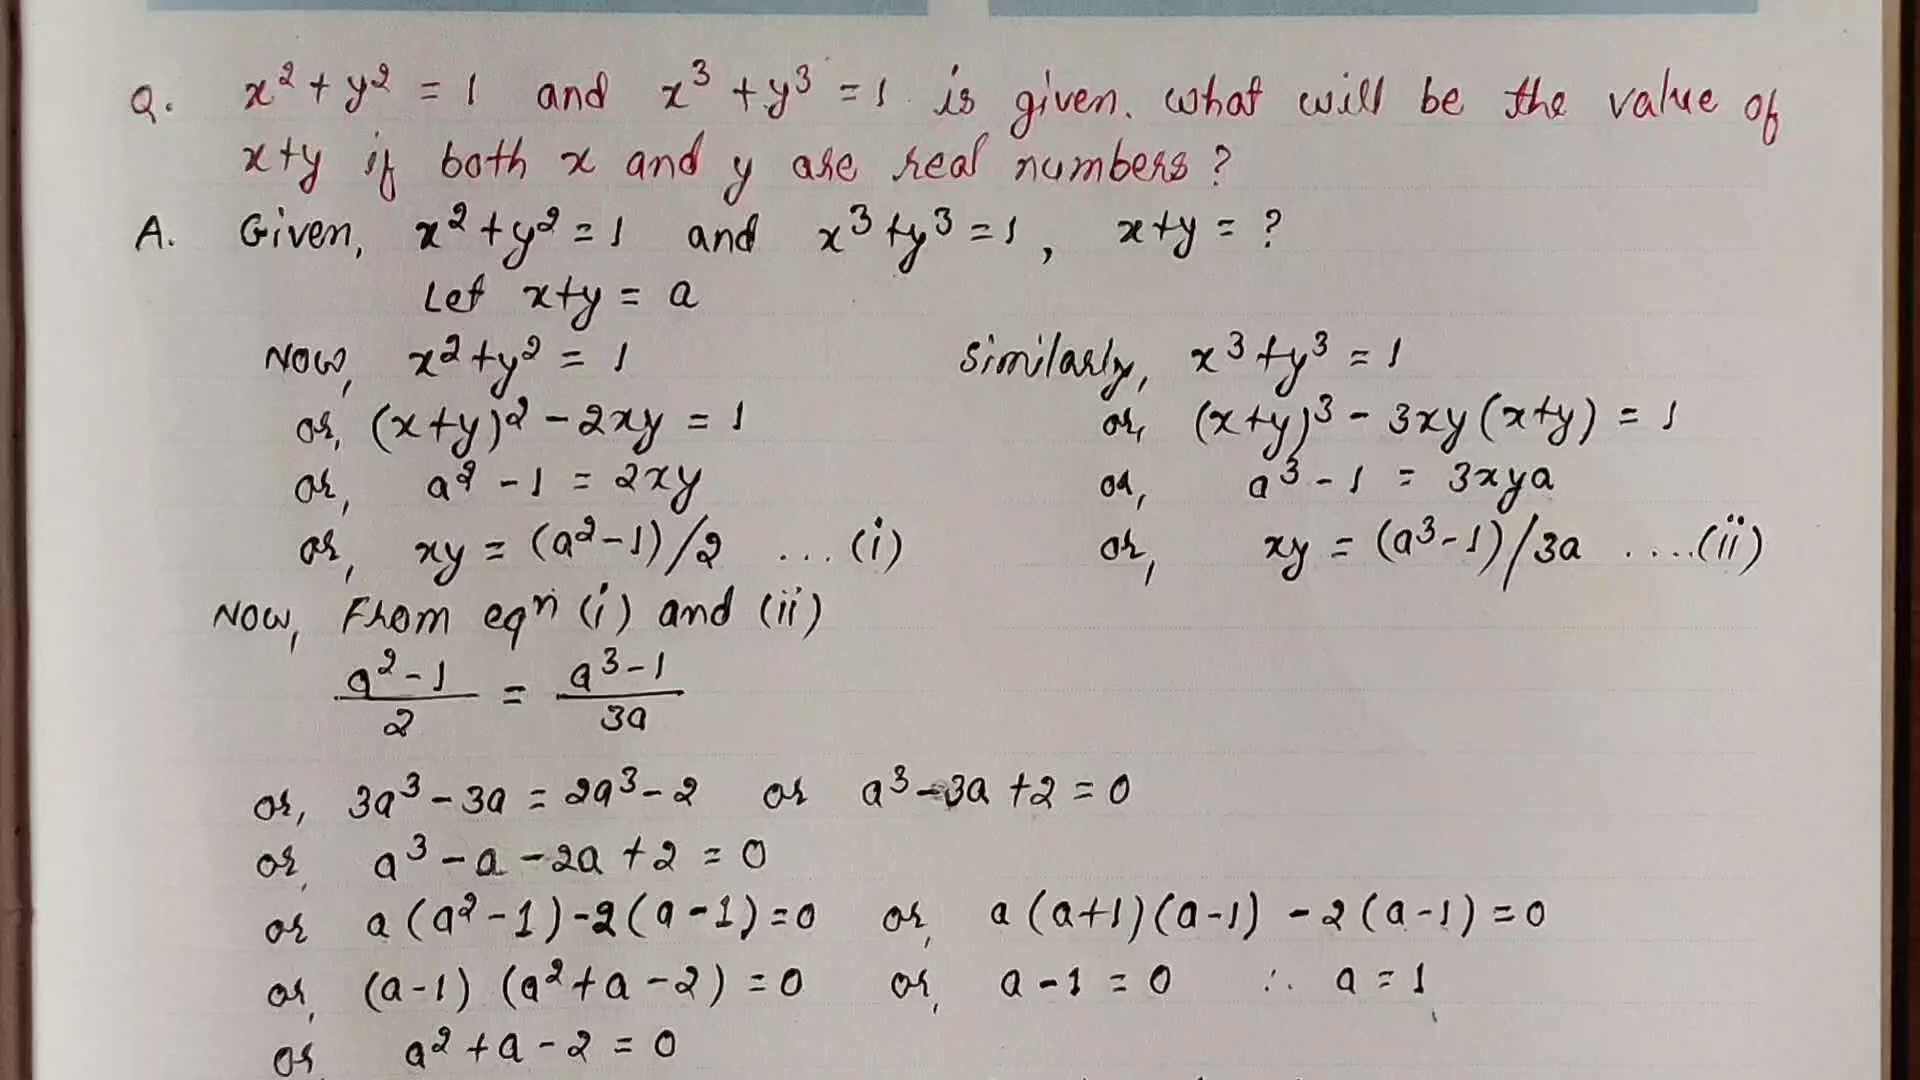 Q. x² + y² = 1 and x³ + y³ = 1 is given. what will be the value of
x+y if both x and y are real numbers?
A. Given, x² + y² = 1 and x³ + y³ = 1, x+y = ?
Let x+y = a
Now, x² + y² = 1
or, (x+y)² - 2xy = 1
or, a² - 1 = 2xy
or, xy = (a² - 1)/2 ... (i)
Similarly, x³ + y³ = 1
or, (x+y)³ - 3xy(x+y) = 1
or, a³ - 1 = 3xya
or, xy = (a³ - 1)/3a ....(ii)
Now, From eqⁿ (i) and (ii)
(a² - 1)/2 = (a³ - 1)/3a
or, 3a³ - 3a = 2a³ - 2 or a³ - 3a + 2 = 0
or, a³ - a - 2a + 2 = 0
or a(a² - 1) - 2(a - 1) = 0 or, a(a+1)(a-1) - 2(a-1) = 0
or, (a-1) (a² + a - 2) = 0 or, a - 1 = 0 ∴ a = 1
or a² + a - 2 = 0